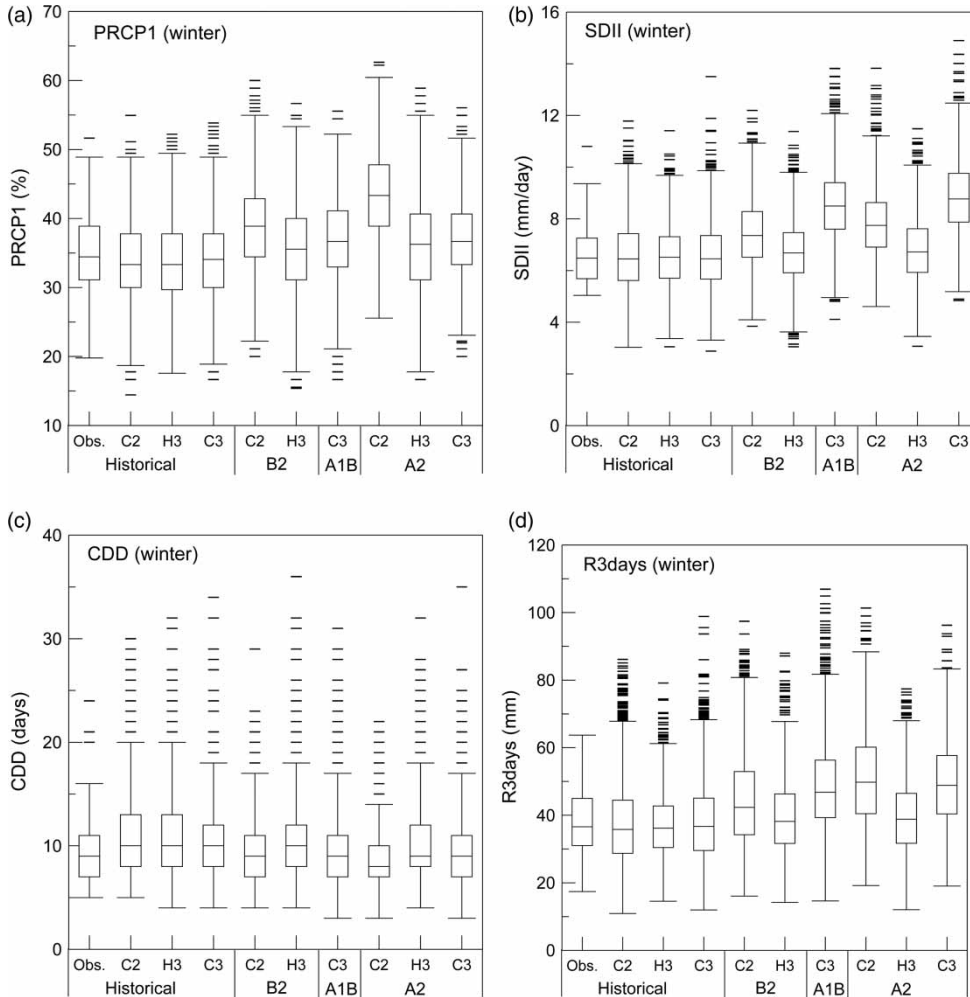 (a)
PRCP1 (winter)
PRCP1 (%)
70
60
50
40
30
20
10
Obs. C2 H3 C3 C2 H3 C3 C2 H3 C3
Historical B2 A1B A2
(b)
SDII (winter)
SDII (mm/day)
16
12
8
4
0
Obs. C2 H3 C3 C2 H3 C3 C2 H3 C3
Historical B2 A1B A2
(c)
CDD (winter)
CDD (days)
40
30
20
10
0
Obs. C2 H3 C3 C2 H3 C3 C2 H3 C3
Historical B2 A1B A2
(d)
R3days (winter)
R3days (mm)
120
100
80
60
40
20
0
Obs. C2 H3 C3 C2 H3 C3 C2 H3 C3
Historical B2 A1B A2